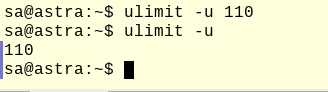 sa@astra:~$ ulimit -u 110
sa@astra:~$ ulimit -u
110
sa@astra:~$